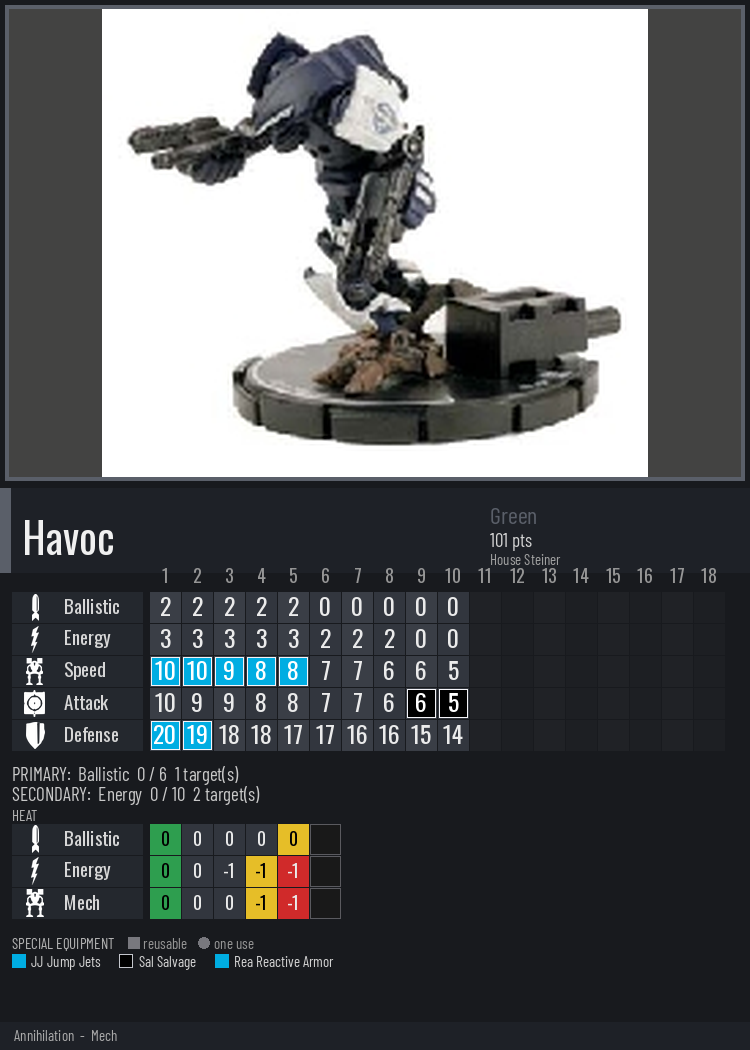 Havoc
Green
101 pts
House Steiner
1 2 3 4 5 6 7 8 9 10 11 12 13 14 15 16 17 18
Ballistic 2 2 2 2 2 0 0 0 0 0
Energy 3 3 3 3 3 2 2 2 0 0
Speed 10 10 9 8 8 7 7 6 6 5
Attack 10 9 9 8 8 7 7 6 6 5
Defense 20 19 18 18 17 17 16 16 15 14
PRIMARY: Ballistic 0 / 6 1 target(s)
SECONDARY: Energy 0 / 10 2 target(s)
HEAT
Ballistic 0 0 0 0 0
Energy 0 0 -1 -1 -1
Mech 0 0 0 -1 -1
SPECIAL EQUIPMENT reusable one use
JJ Jump Jets Sal Salvage Rea Reactive Armor
Annihilation - Mech